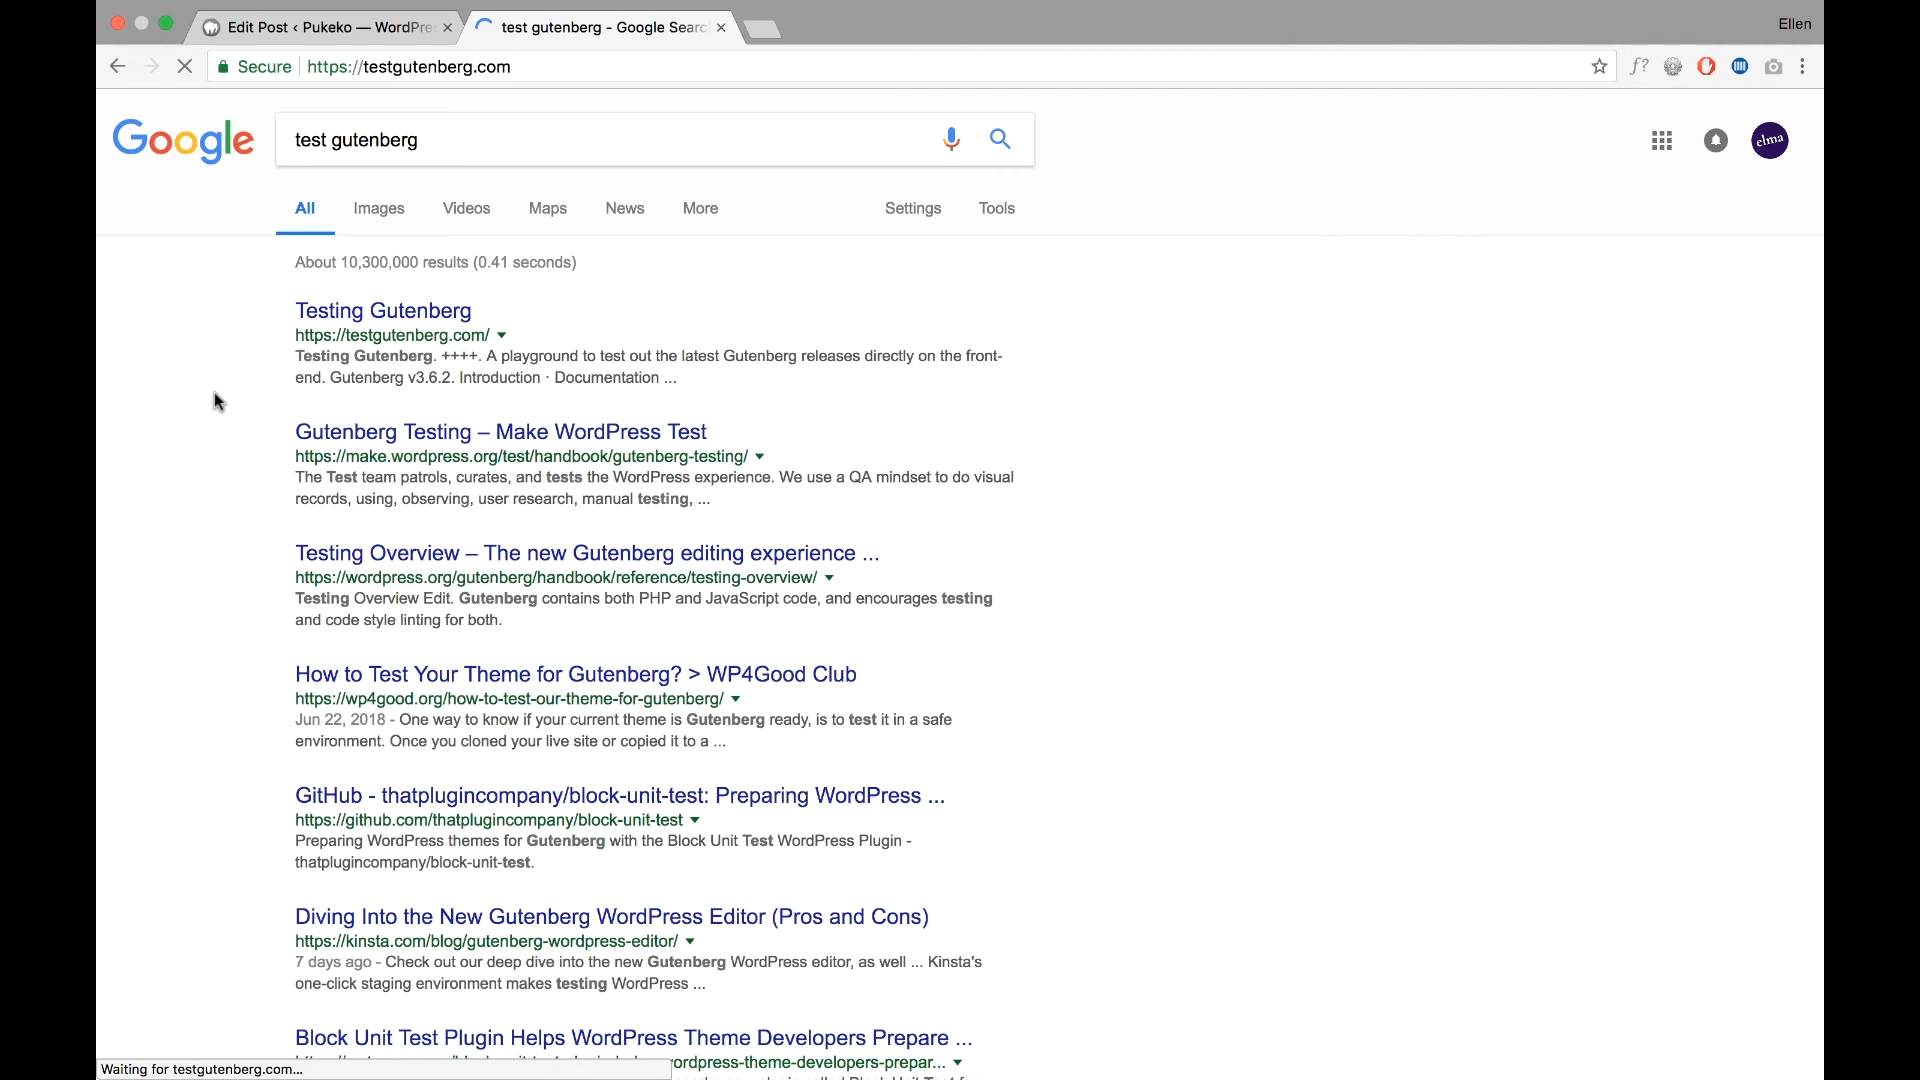 Edit Post ‹ Pukeko — WordPre
test gutenberg - Google Searc
Ellen
Secure
https://testgutenberg.com
f?
Google
test gutenberg
elma
All
Images
Videos
Maps
News
More
Settings
Tools
About 10,300,000 results (0.41 seconds)
Testing Gutenberg
https://testgutenberg.com/
Testing Gutenberg. ++++. A playground to test out the latest Gutenberg releases directly on the front-
end. Gutenberg v3.6.2. Introduction · Documentation ...
Gutenberg Testing – Make WordPress Test
https://make.wordpress.org/test/handbook/gutenberg-testing/
The Test team patrols, curates, and tests the WordPress experience. We use a QA mindset to do visual
records, using, observing, user research, manual testing, ...
Testing Overview – The new Gutenberg editing experience ...
https://wordpress.org/gutenberg/handbook/reference/testing-overview/
Testing Overview Edit. Gutenberg contains both PHP and JavaScript code, and encourages testing
and code style linting for both.
How to Test Your Theme for Gutenberg? > WP4Good Club
https://wp4good.org/how-to-test-our-theme-for-gutenberg/
Jun 22, 2018 - One way to know if your current theme is Gutenberg ready, is to test it in a safe
environment. Once you cloned your live site or copied it to a ...
GitHub - thatplugincompany/block-unit-test: Preparing WordPress ...
https://github.com/thatplugincompany/block-unit-test
Preparing WordPress themes for Gutenberg with the Block Unit Test WordPress Plugin -
thatplugincompany/block-unit-test.
Diving Into the New Gutenberg WordPress Editor (Pros and Cons)
https://kinsta.com/blog/gutenberg-wordpress-editor/
7 days ago - Check out our deep dive into the new Gutenberg WordPress editor, as well ... Kinsta's
one-click staging environment makes testing WordPress ...
Block Unit Test Plugin Helps WordPress Theme Developers Prepare ...
ordpress-theme-developers-prepar...
Waiting for testgutenberg.com...